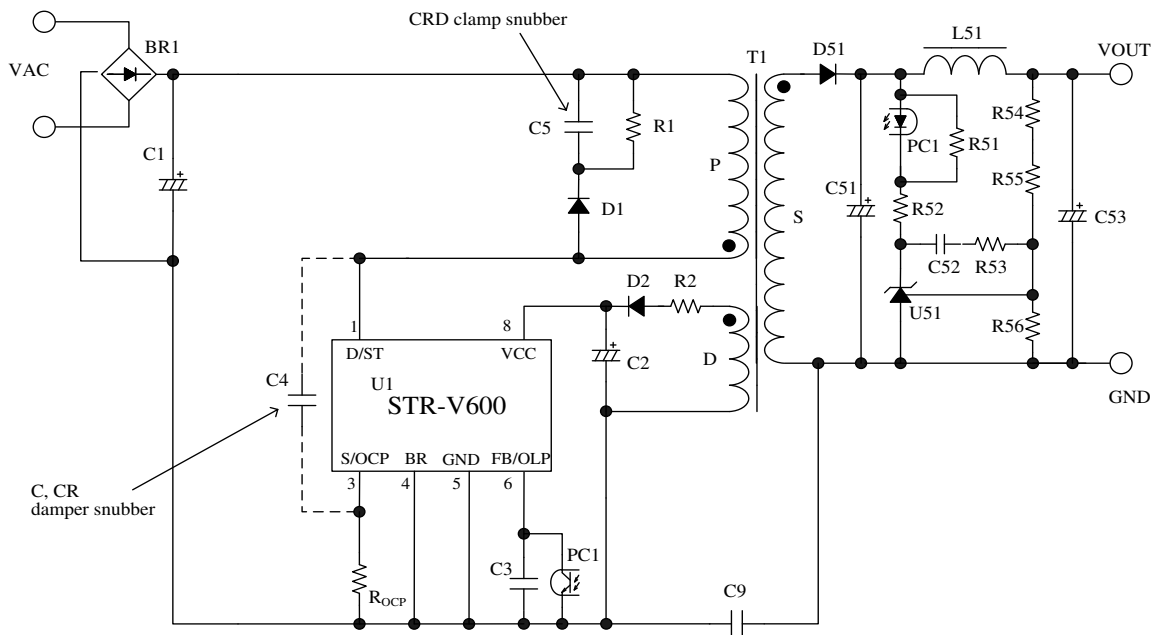 CRD clamp snubber
VAC
BR1
C1
C5
R1
D1
P
T1
S
D51
L51
VOUT
PC1
R51
R54
R55
C51
R52
C53
C52
R53
U51
R56
GND
D2
R2
C2
D
1
8
D/ST
VCC
U1
STR-V600
C4
S/OCP
BR
GND
FB/OLP
3
4
5
6
C, CR
damper snubber
C3
PC1
ROCP
C9